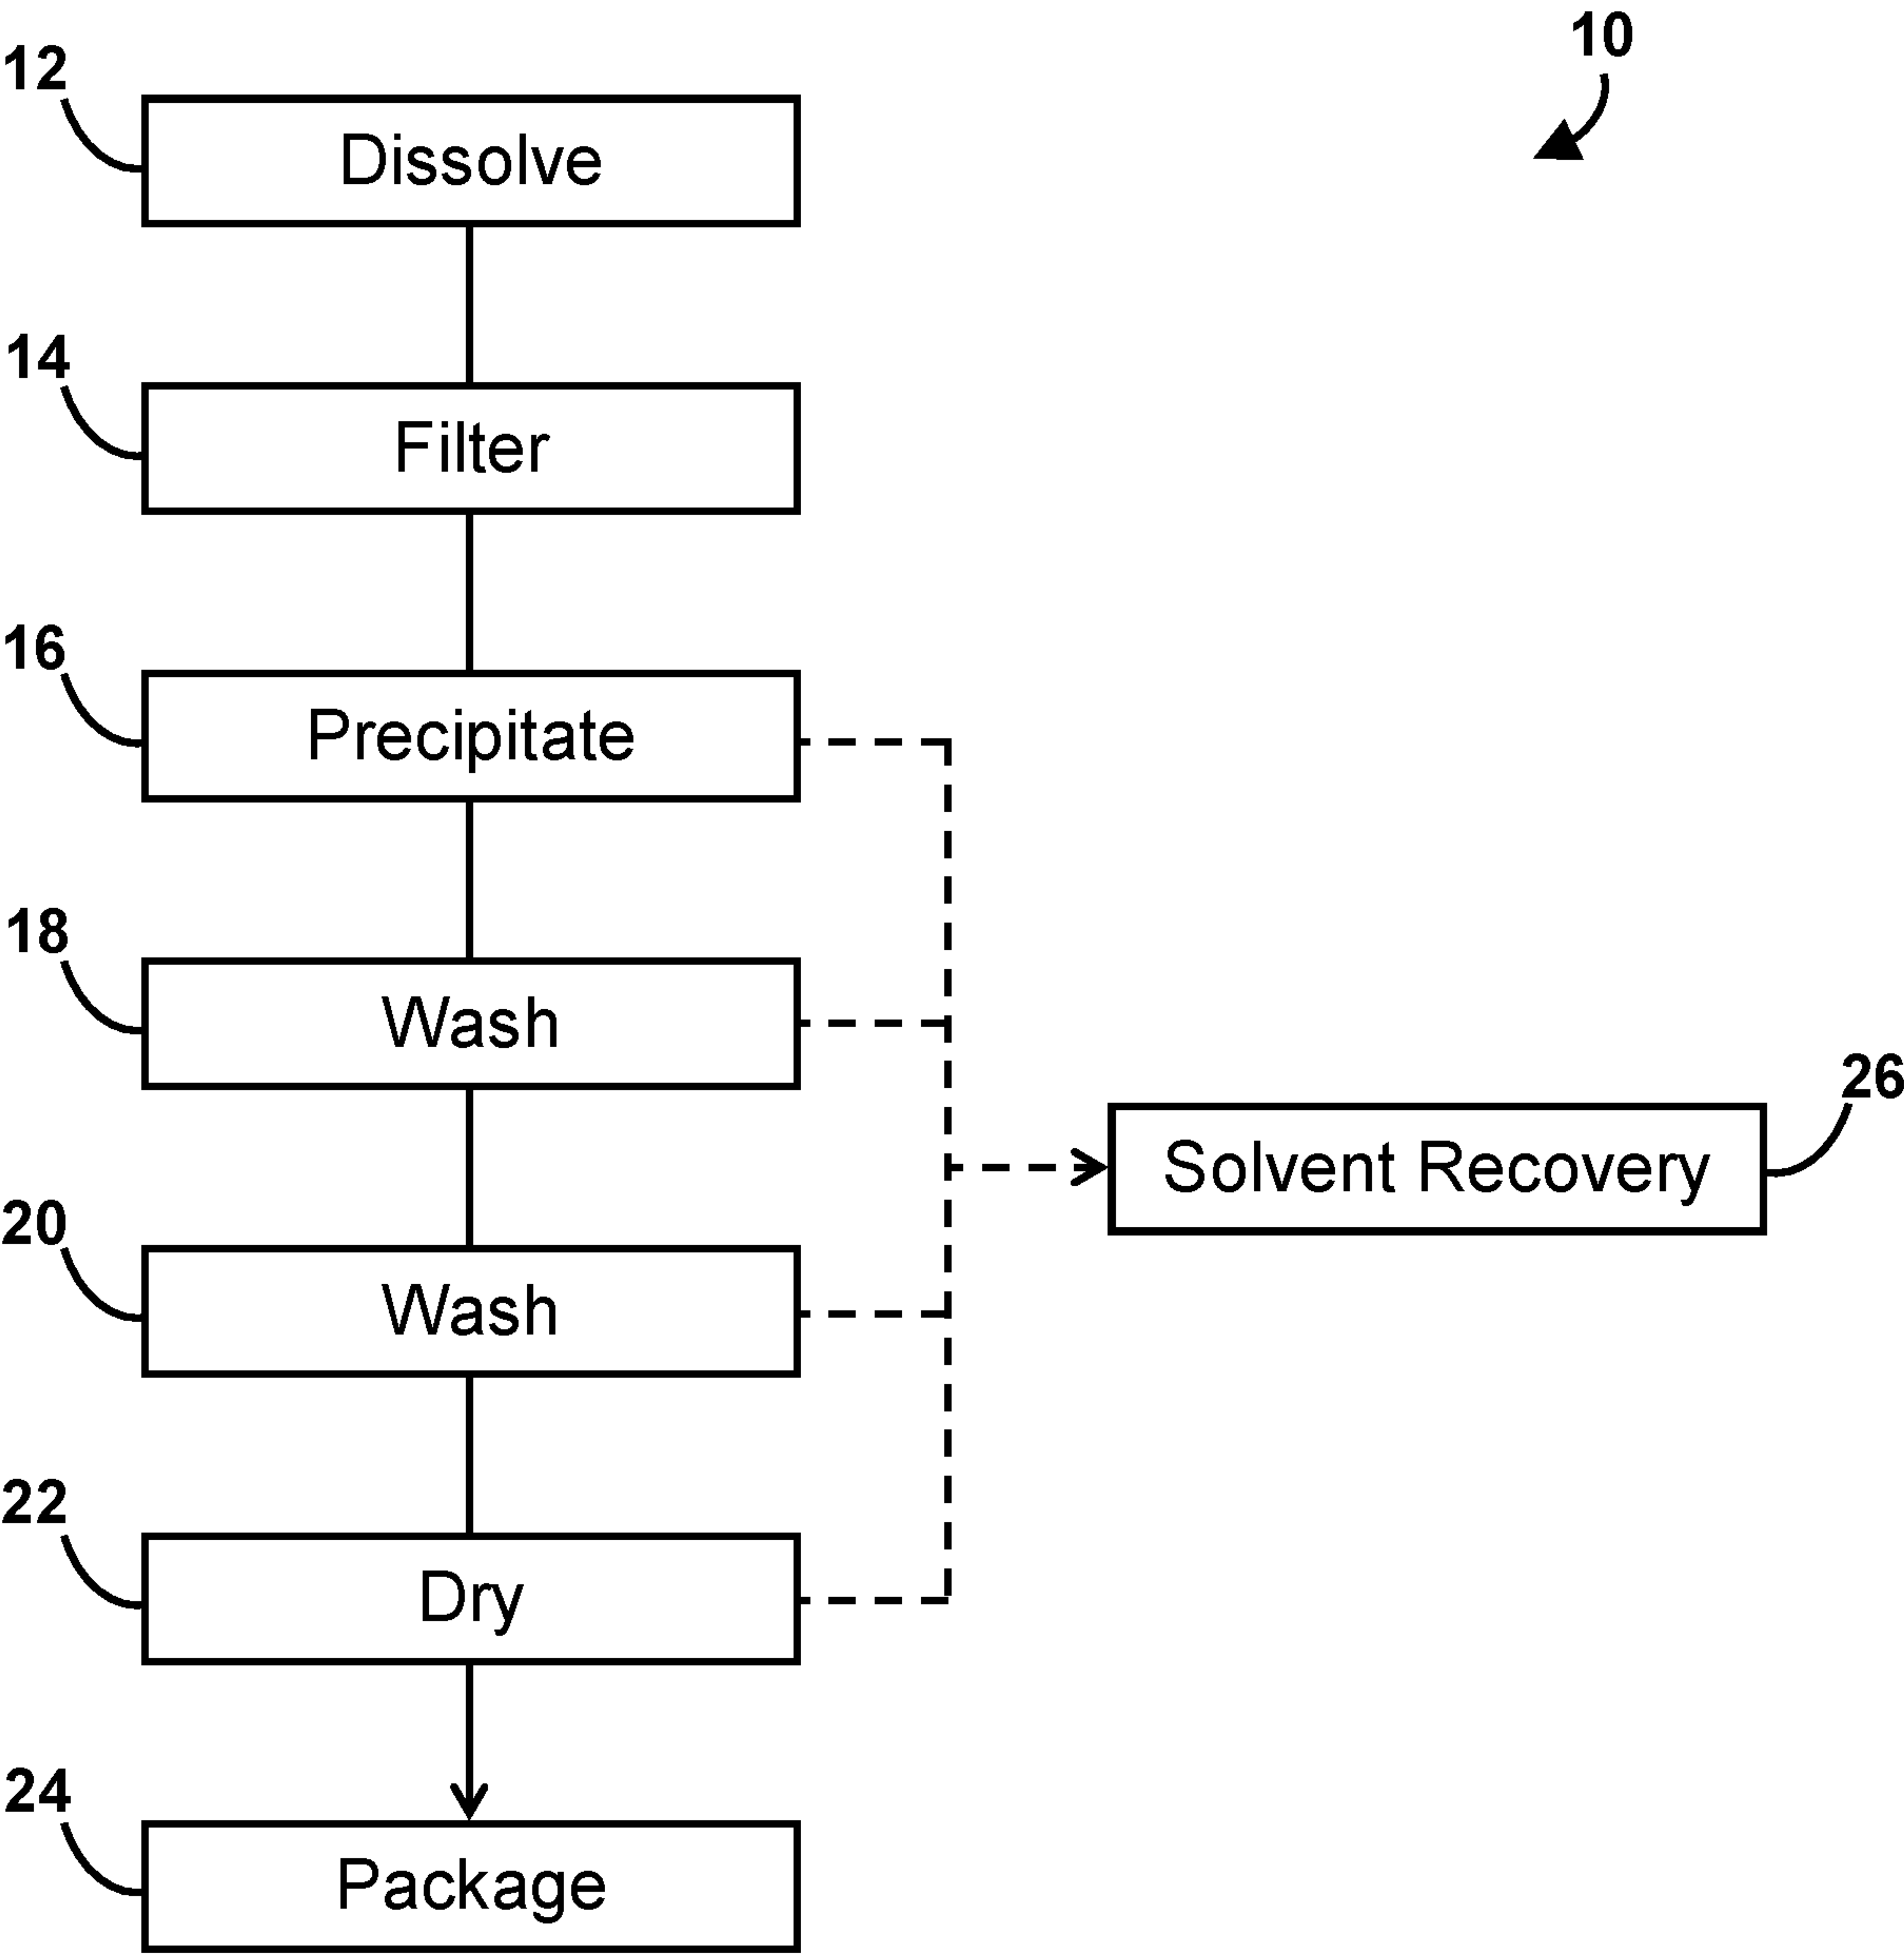 10
12
Dissolve
14
Filter
16
Precipitate
18
Wash
26
Solvent Recovery
20
Wash
22
Dry
24
Package